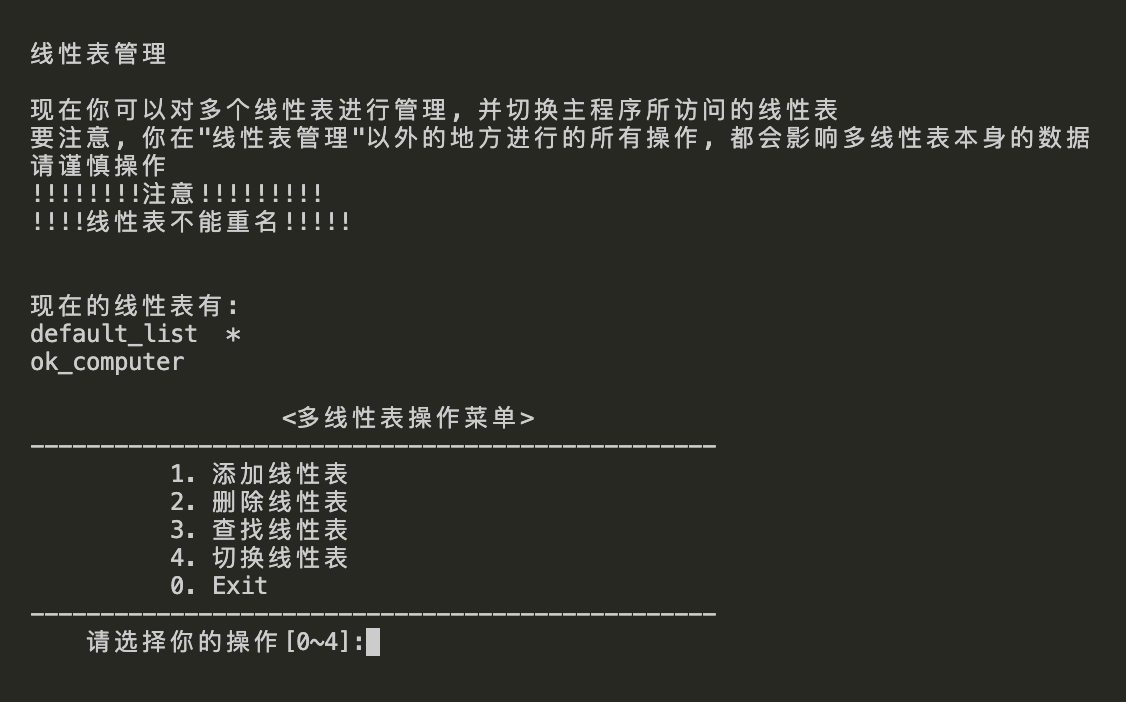 线性表管理
现在你可以对多个线性表进行管理, 并切换主程序所访问的线性表
要注意, 你在"线性表管理"以外的地方进行的所有操作, 都会影响多线性表本身的数据
请谨慎操作
!!!!!!!!注意!!!!!!!!!
!!!!线性表不能重名!!!!!
现在的线性表有:
default_list  *
ok_computer
<多线性表操作菜单>
-------------------------------------------------
1. 添加线性表
2. 删除线性表
3. 查找线性表
4. 切换线性表
0. Exit
-------------------------------------------------
请选择你的操作[0~4]: